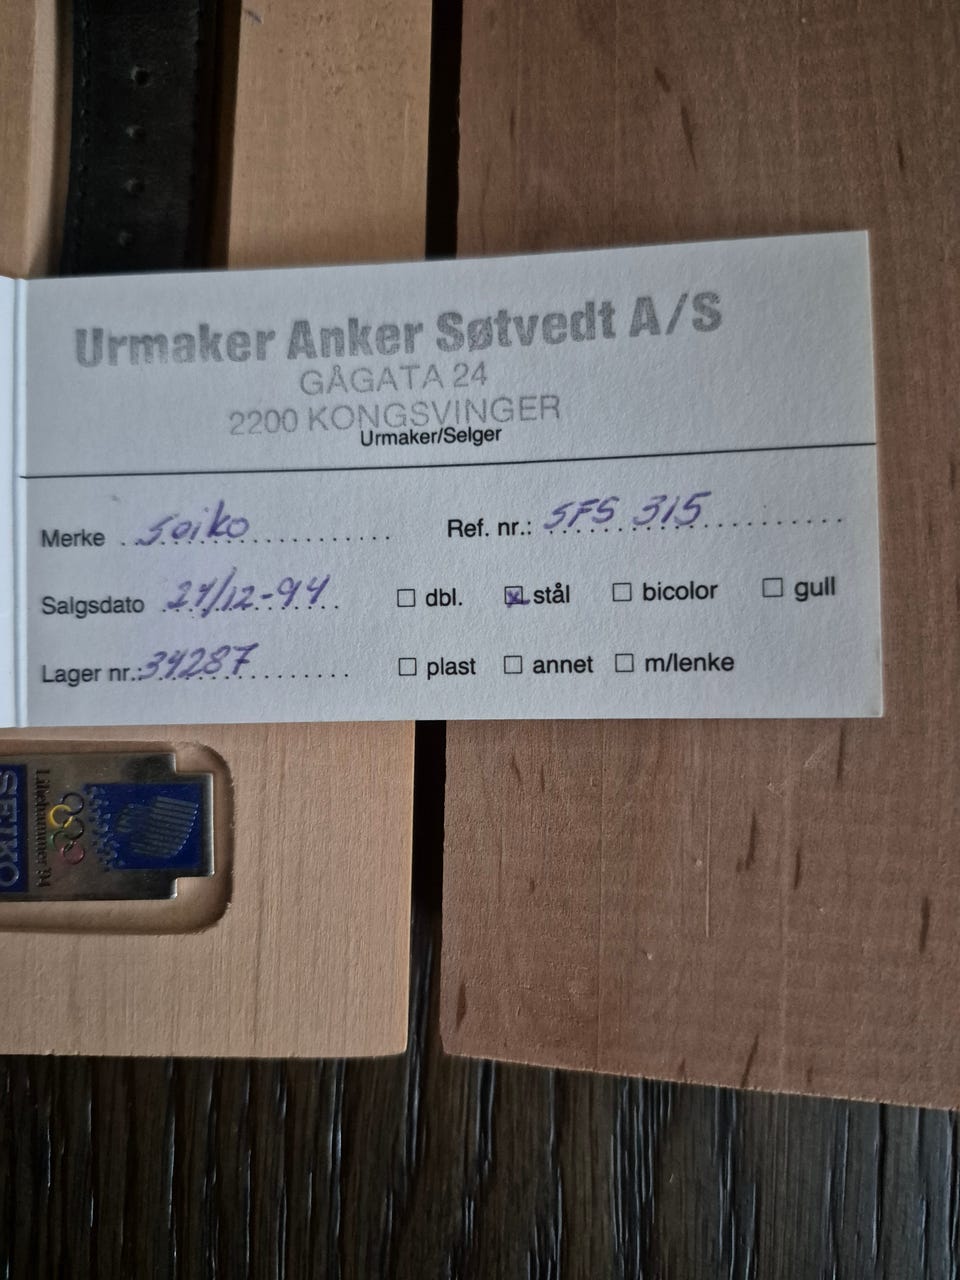 Urmaker Anker Søtvedt A/S
GÅGATA 24
2200 KONGSVINGER
Urmaker/Selger
Merke Seiko Ref. nr.: SFS 315
Salgsdato 27/12-94 ☐ dbl. ☒ stål ☐ bicolor ☐ gull
Lager nr.: 34287 ☐ plast ☐ annet ☐ m/lenke
Lillehammer '94
SEIKO